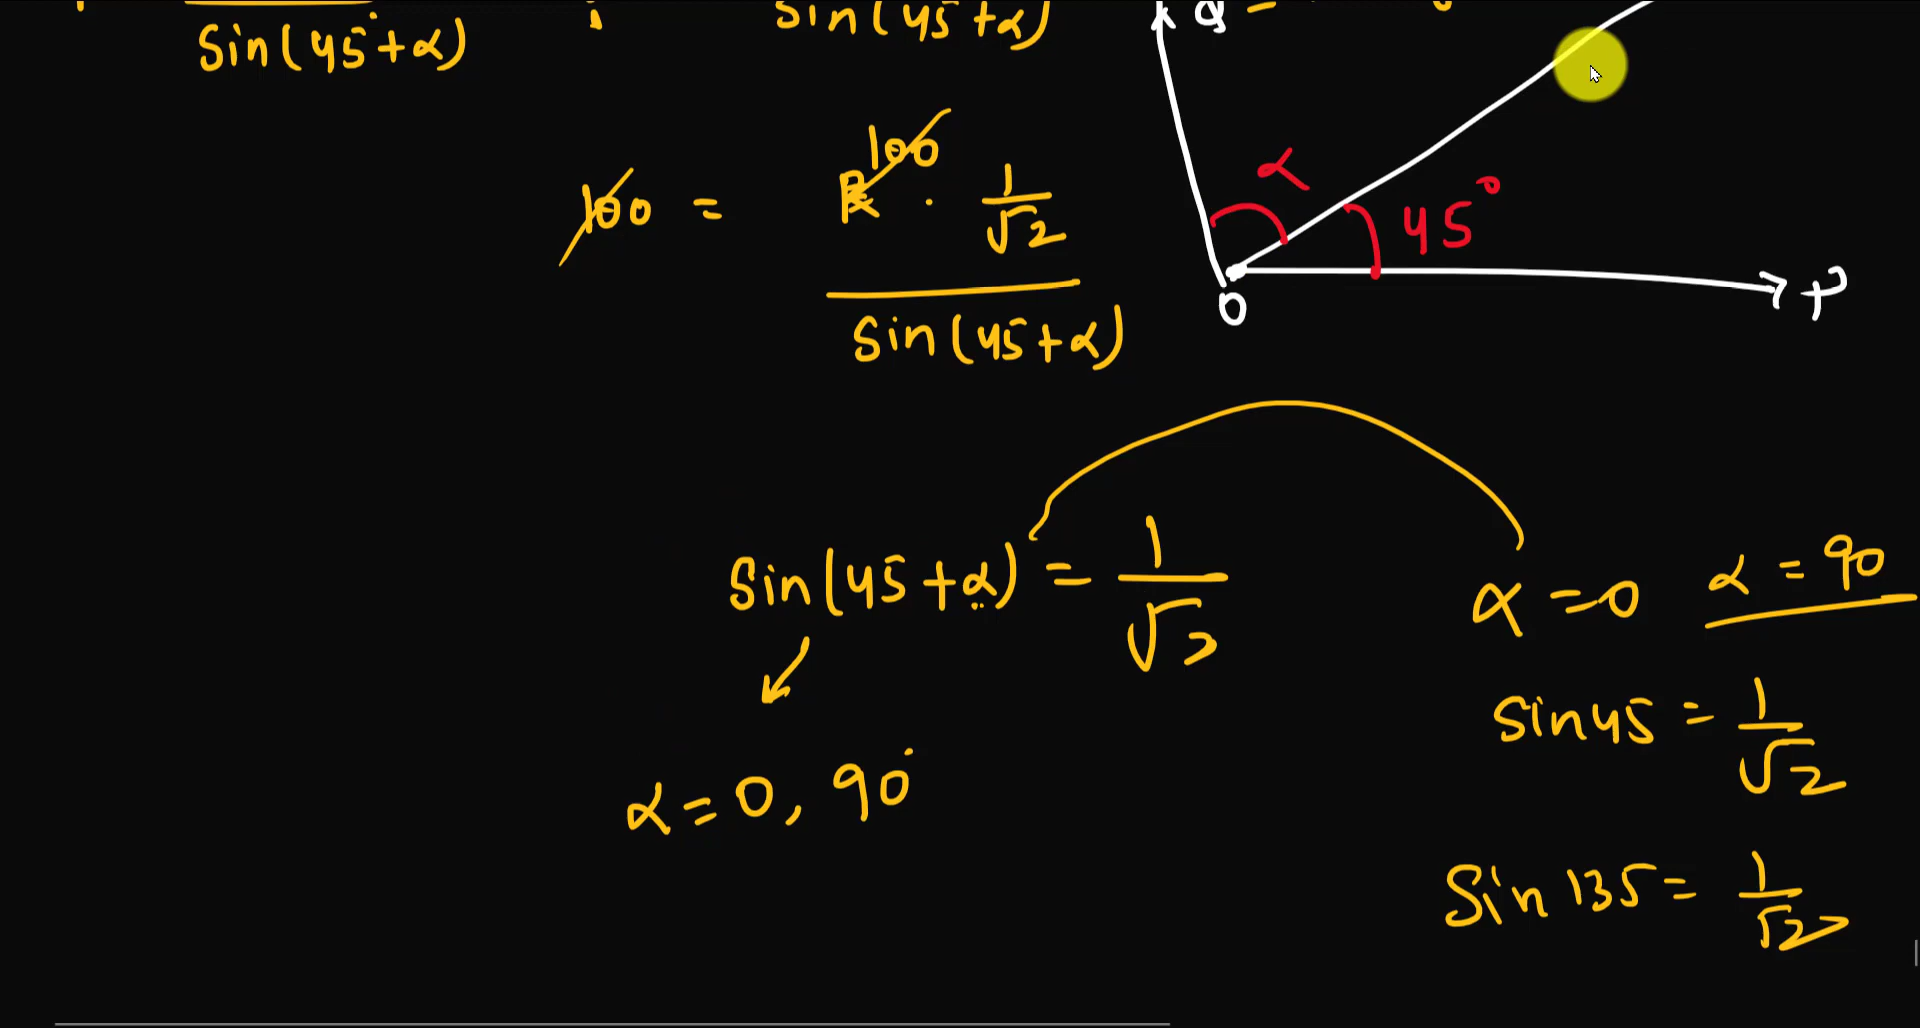 Sin(45°+α)
Sin(45°+α)
Q =
100
100 = R . 1/√2
Sin(45+α)
α
45°
O
P
Sin(45+α) = 1/√2
α = 0
α = 90
Sin45 = 1/√2
α = 0, 90°
Sin 135 = 1/√2